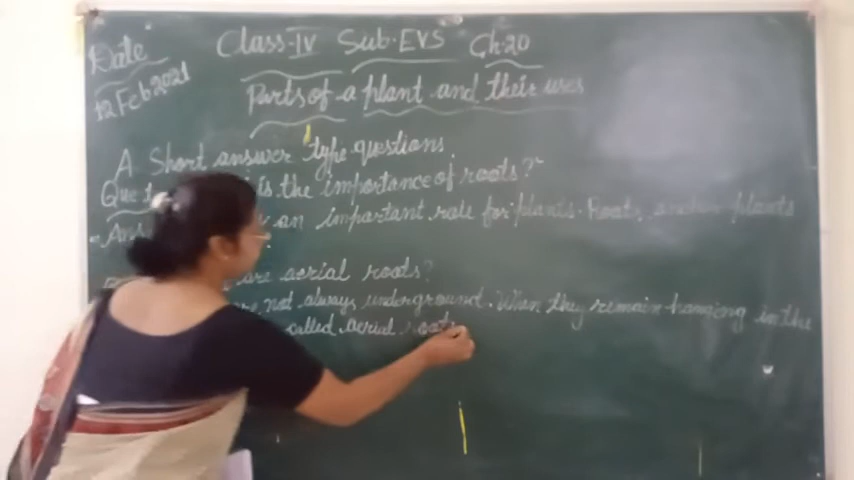 Date
12 Feb 2021
Class-IV Sub-EVS Ch-20
Parts of a plant and their uses
A. Short answer type questions.
Que is the importance of roots?
Ans an important role for plants. Roots anchor plants
are aerial roots?
are not always underground. When they remain hanging in the
called aerial roots